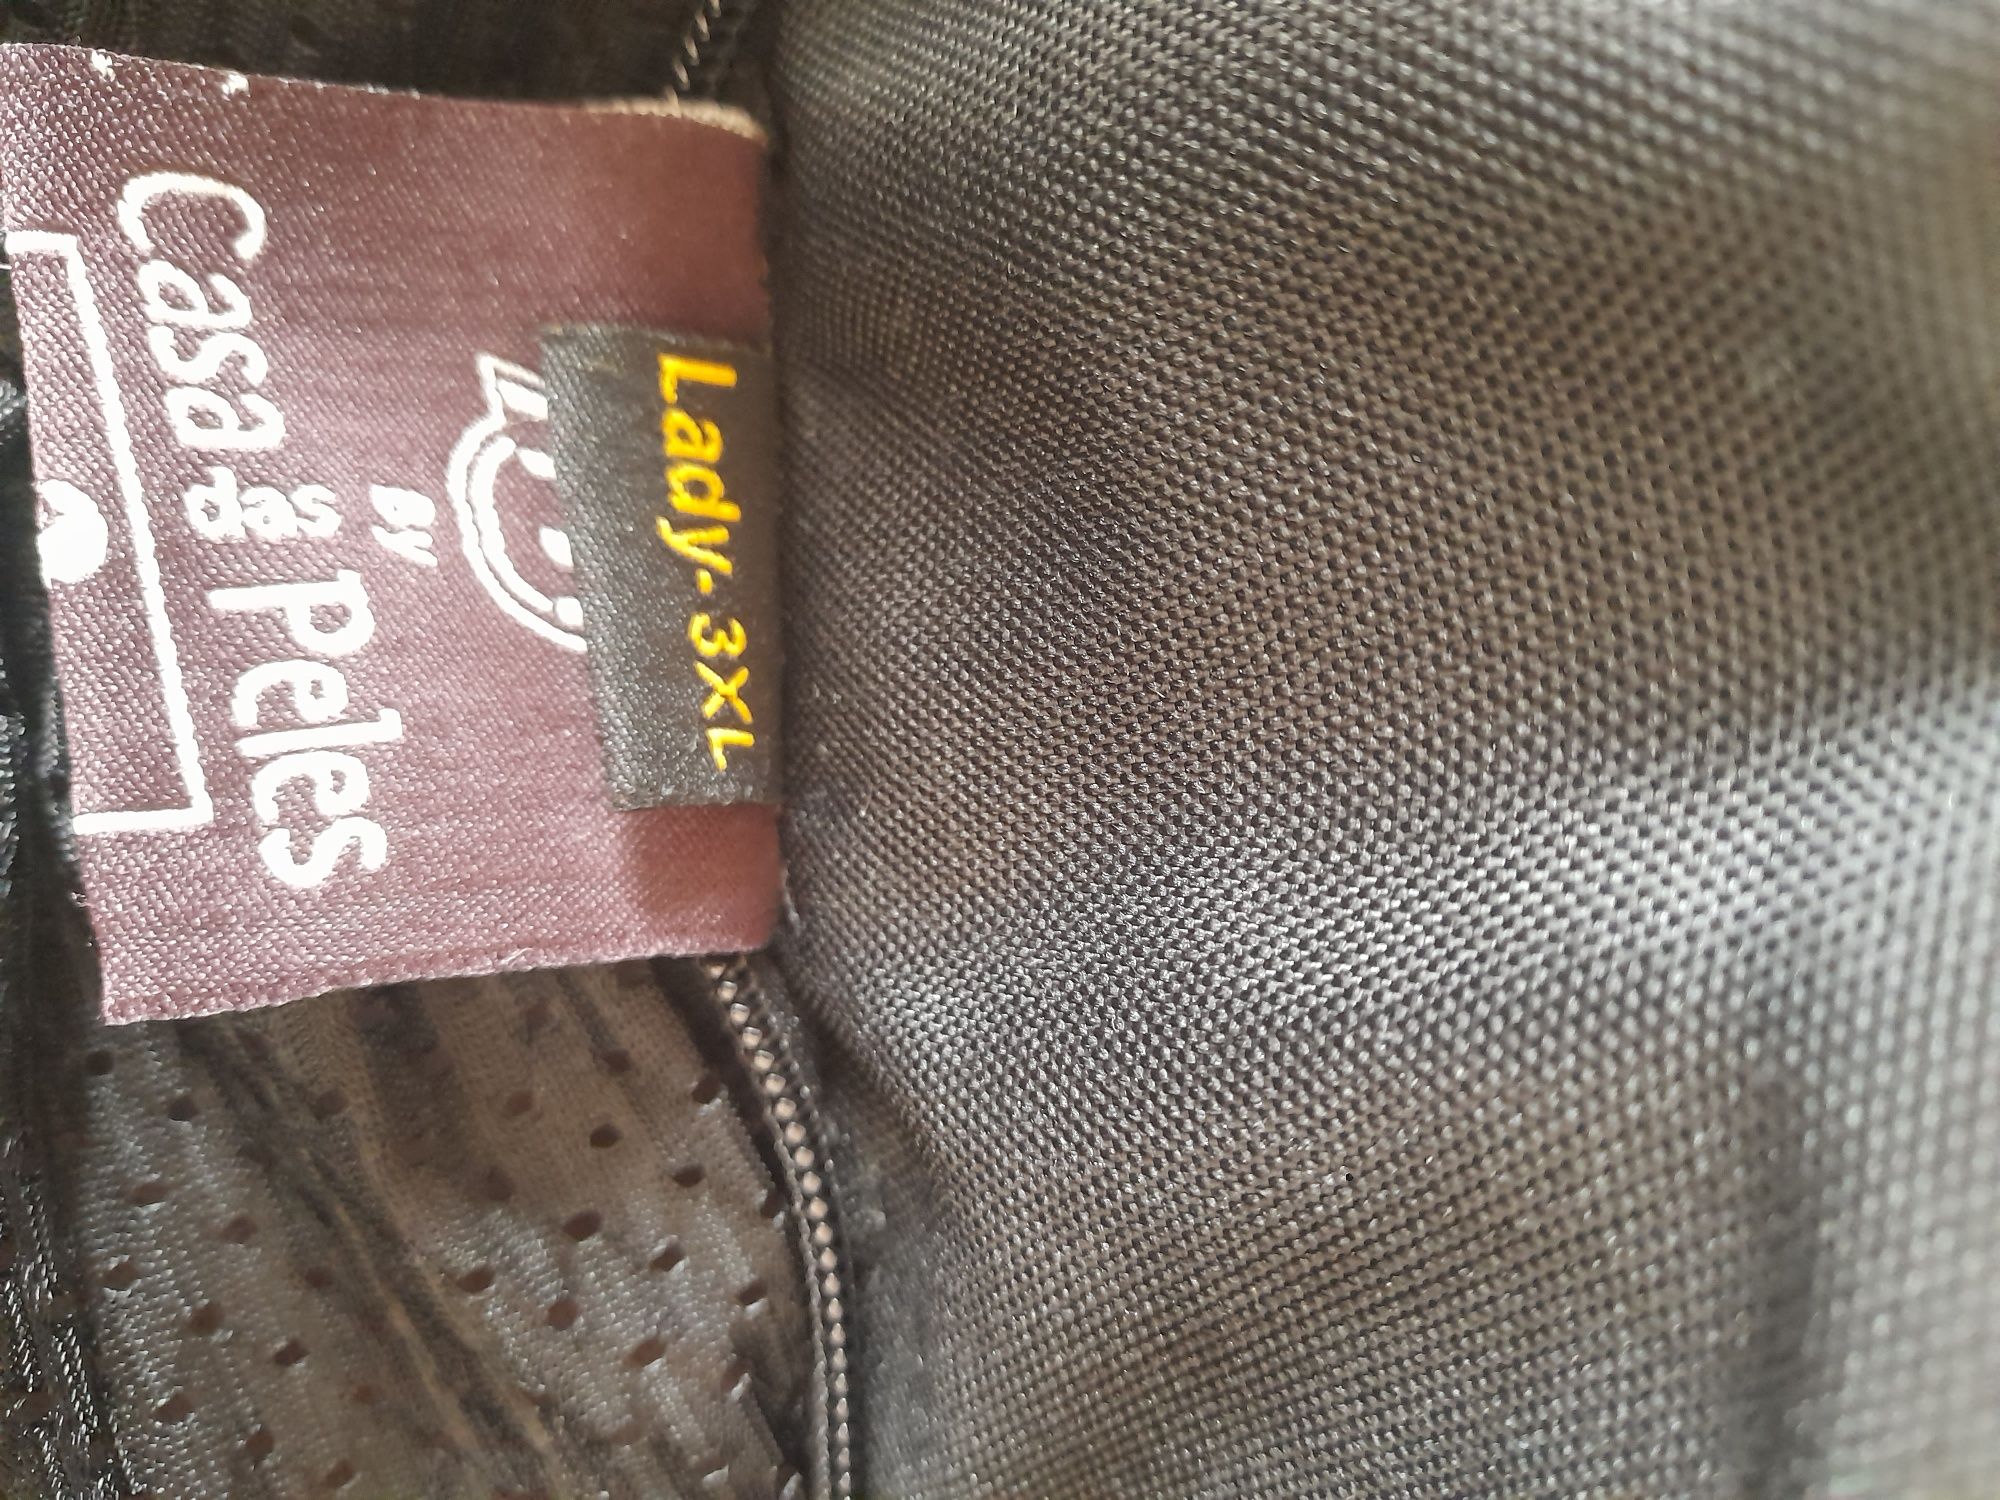 Lady-3XL
BY
Casa das Peles